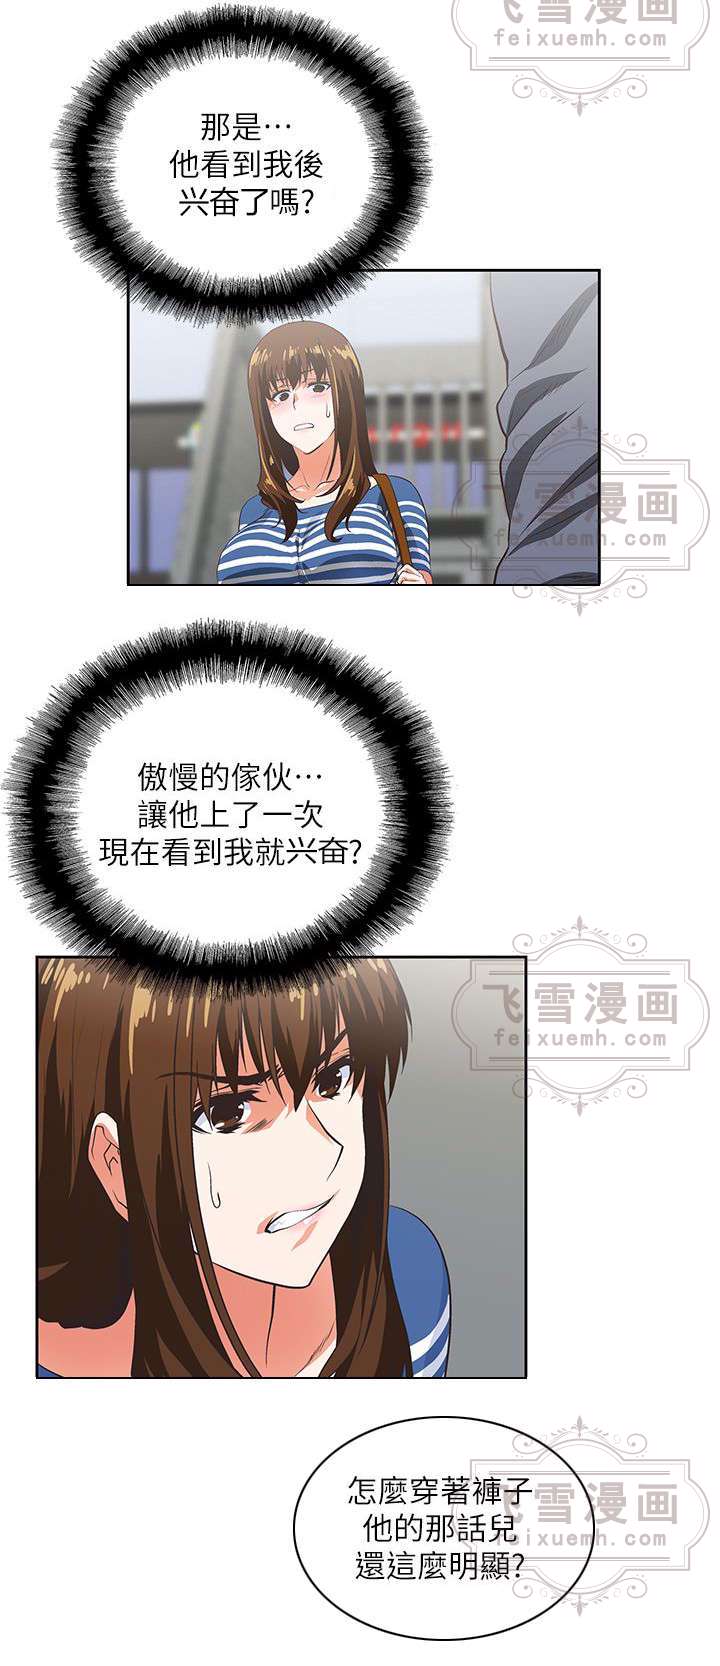 飞雪漫画
feixuemh.com
那是…
他看到我後
兴奋了嗎?
飞雪漫画
feixuemh.com
傲慢的傢伙…
讓他上了一次
現在看到我就兴奋?
飞雪漫画
feixuemh.com
怎麼穿著褲子
他的那話兒
還這麼明顯?
飞雪漫画
feixuemh.com